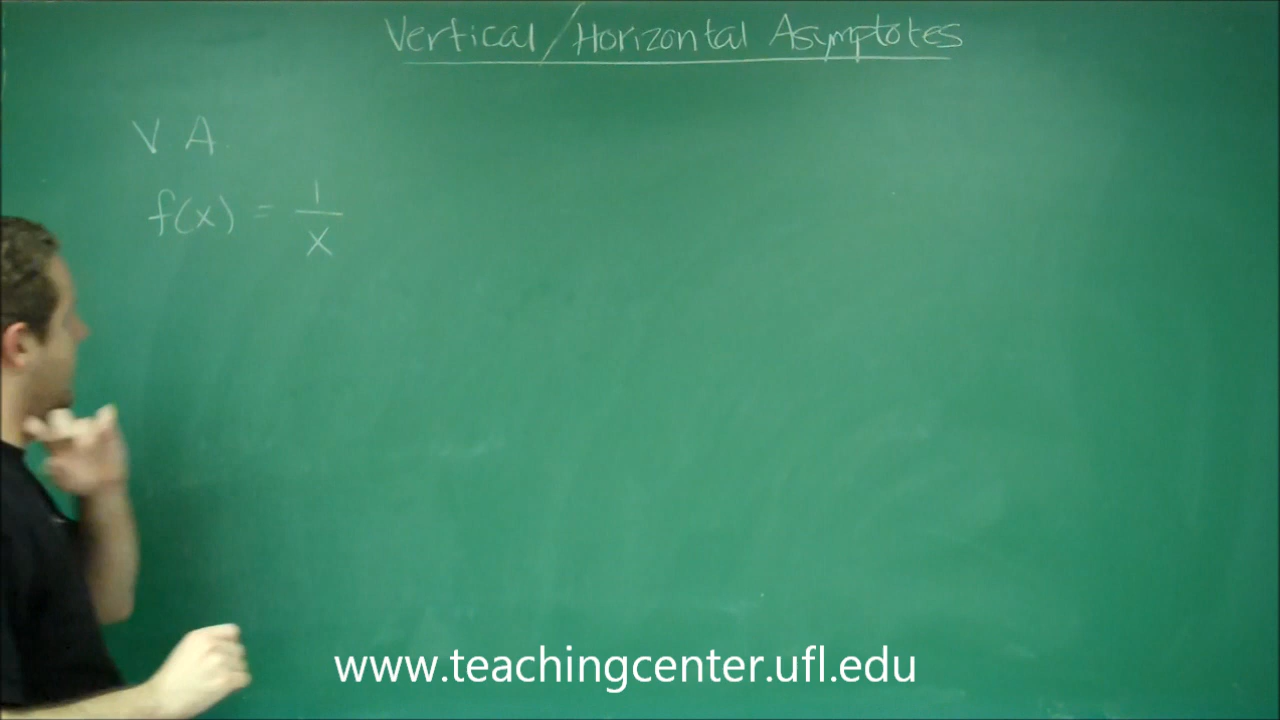 Vertical/Horizontal Asymptotes
V A.
f(x) = 1/x
www.teachingcenter.ufl.edu